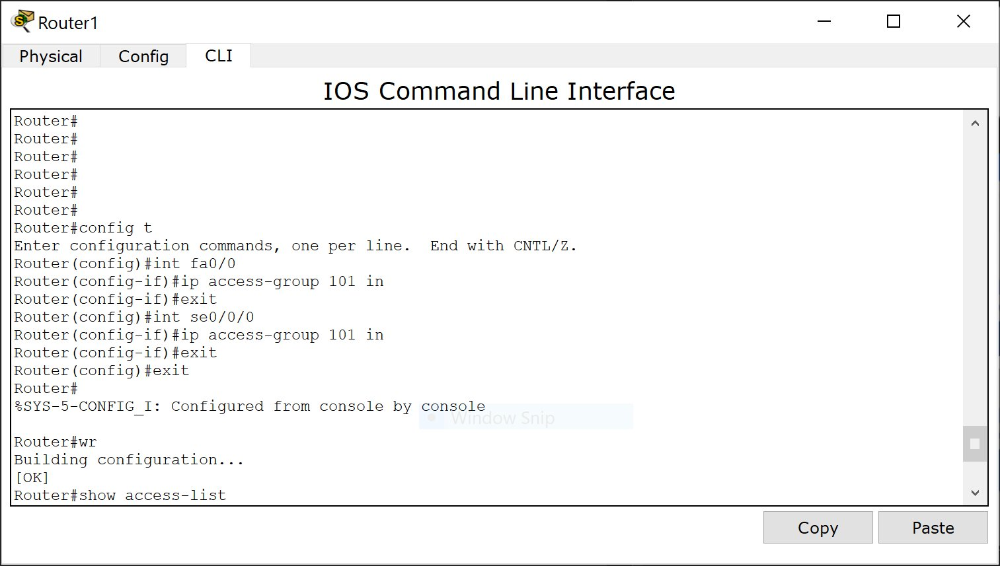 Router1
Physical Config CLI
IOS Command Line Interface
Router#
Router#
Router#
Router#
Router#
Router#
Router#config t
Enter configuration commands, one per line.  End with CNTL/Z.
Router(config)#int fa0/0
Router(config-if)#ip access-group 101 in
Router(config-if)#exit
Router(config)#int se0/0/0
Router(config-if)#ip access-group 101 in
Router(config-if)#exit
Router(config)#exit
Router#
%SYS-5-CONFIG_I: Configured from console by console
Window Snip
Router#wr
Building configuration...
[OK]
Router#show access-list
Copy Paste